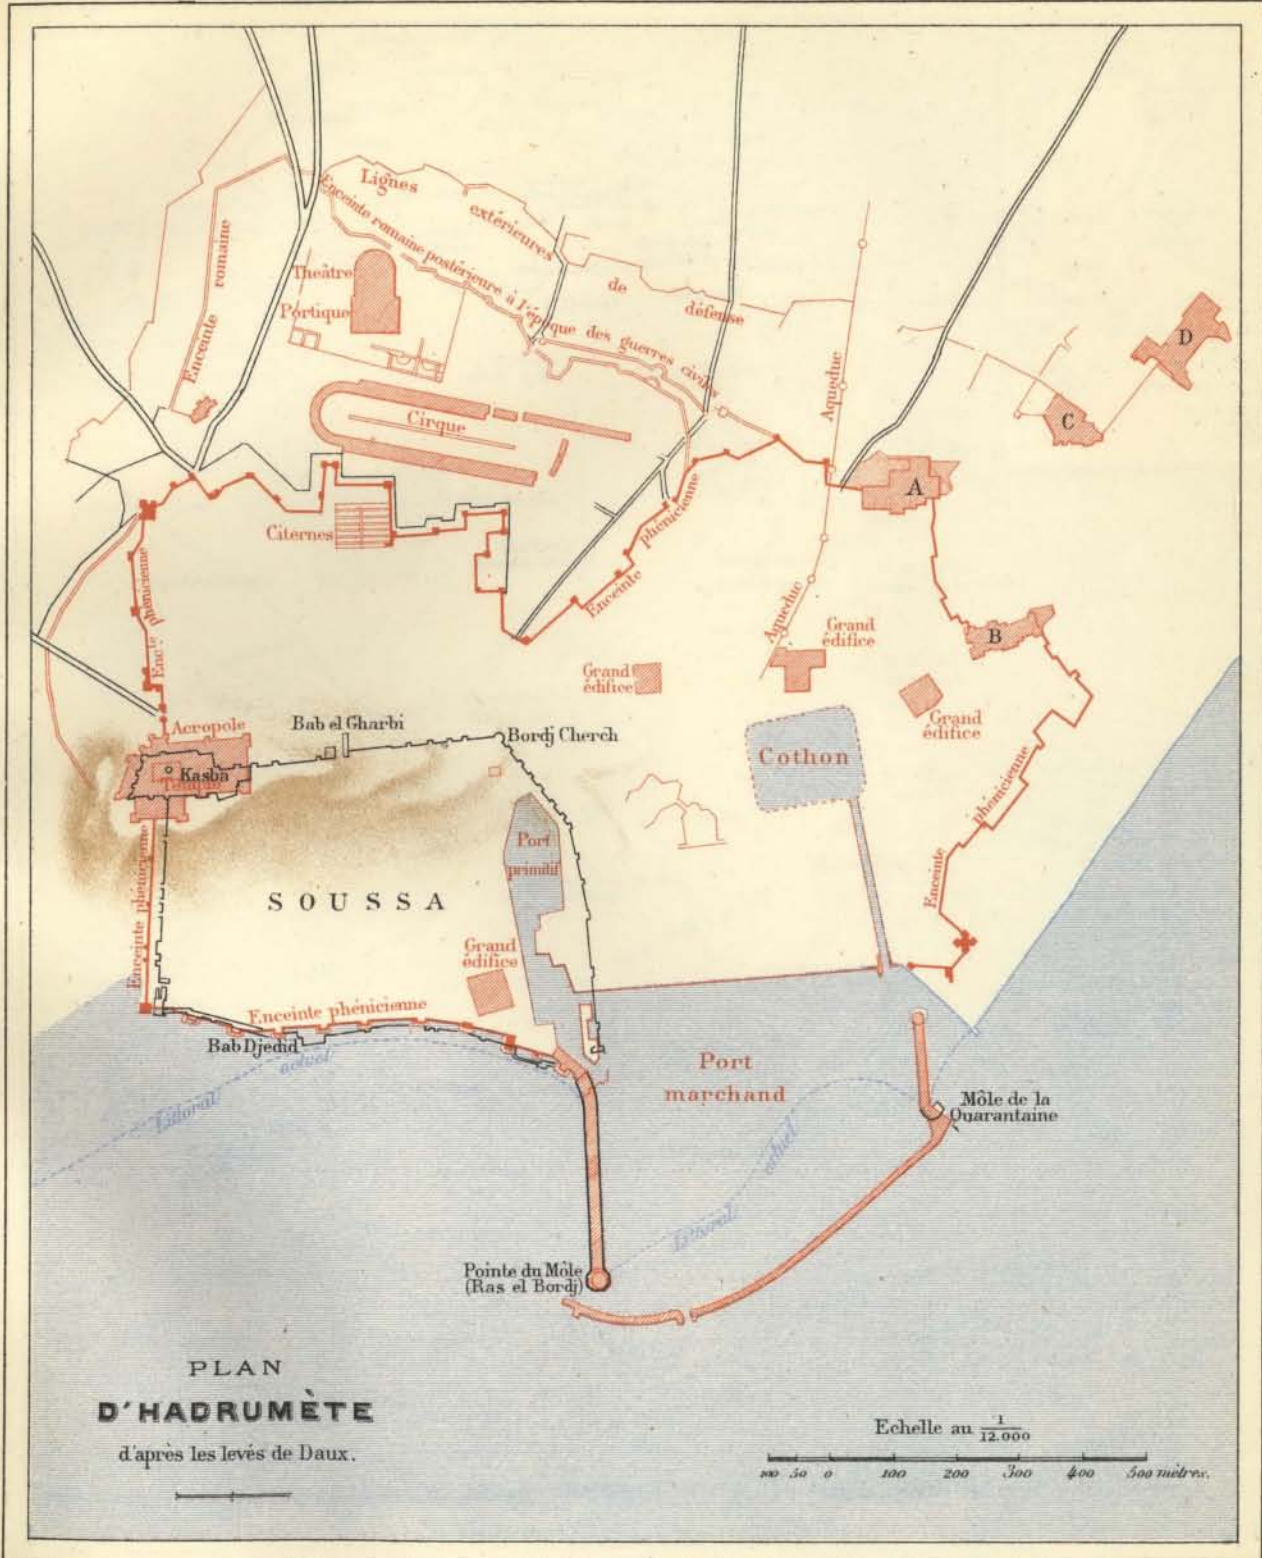 Lignes
extérieures
de
défense
Enceinte romaine postérieure à l'époque des guerres civiles
Enceinte romaine
Théâtre
Portique
Cirque
Aqueduc
D
C
A
Citernes
Enceinte phénicienne
Enc.te phénicienne
Aqueduc
B
Grand
édifice
Grand
édifice
Grand
édifice
Acropole
Bab el Gharbi
Bordj Cherch
Cothon
Kasba
Temple
Enceinte phénicienne
Port
primitif
Enceinte phénicienne
SOUSSA
Grand
édifice
Enceinte phénicienne
Bab Djedid
Littoral actuel
Port
marchand
Môle de la
Quarantaine
Littoral actuel
Pointe du Môle
(Ras el Bordj)
PLAN
D'HADRUMÈTE
d'après les levés de Daux.
Echelle au 1/12.000
100 50 0 100 200 300 400 500 mètres.